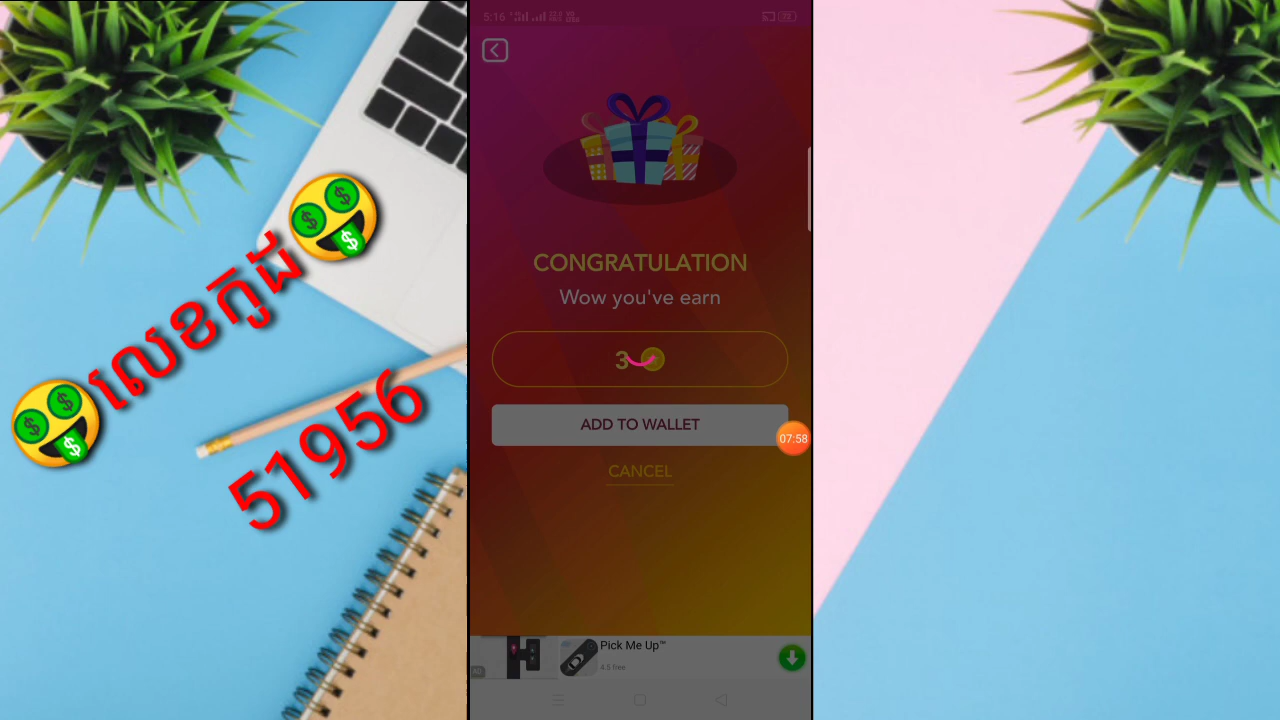 លេខកូដ
51956
5:16
CONGRATULATION
Wow you've earn
3
ADD TO WALLET
07:58
CANCEL
Pick Me Up™
4.5 free